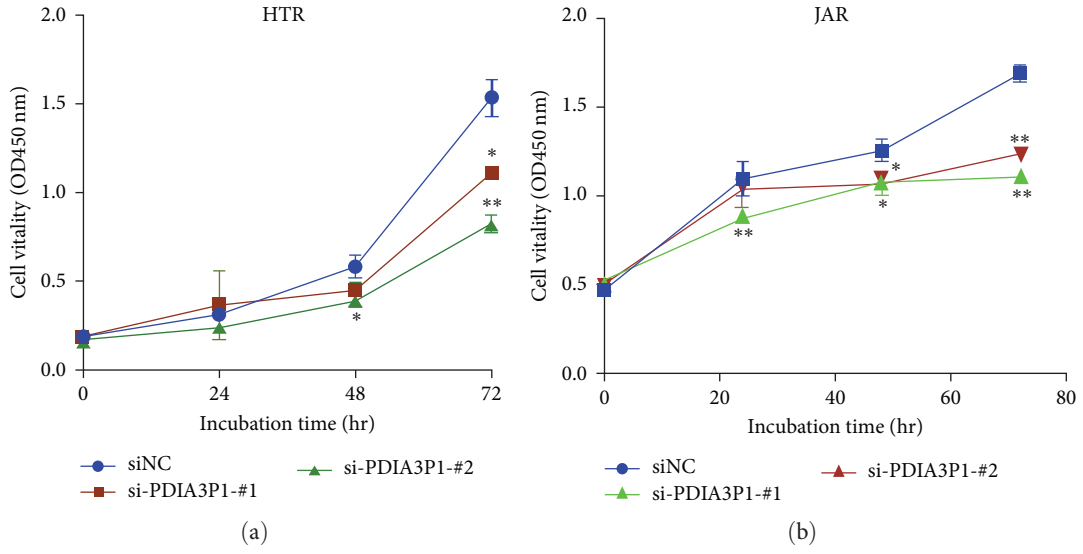 HTR
2.0
1.5
1.0
0.5
0.0
Cell vitality (OD450 nm)
*
**
*
0
24
48
72
Incubation time (hr)
siNC
si-PDIA3P1-#1
si-PDIA3P1-#2
(a)
JAR
2.0
1.5
1.0
0.5
0.0
Cell vitality (OD450 nm)
**
*
*
**
**
0
20
40
60
80
Incubation time (hr)
siNC
si-PDIA3P1-#1
si-PDIA3P1-#2
(b)